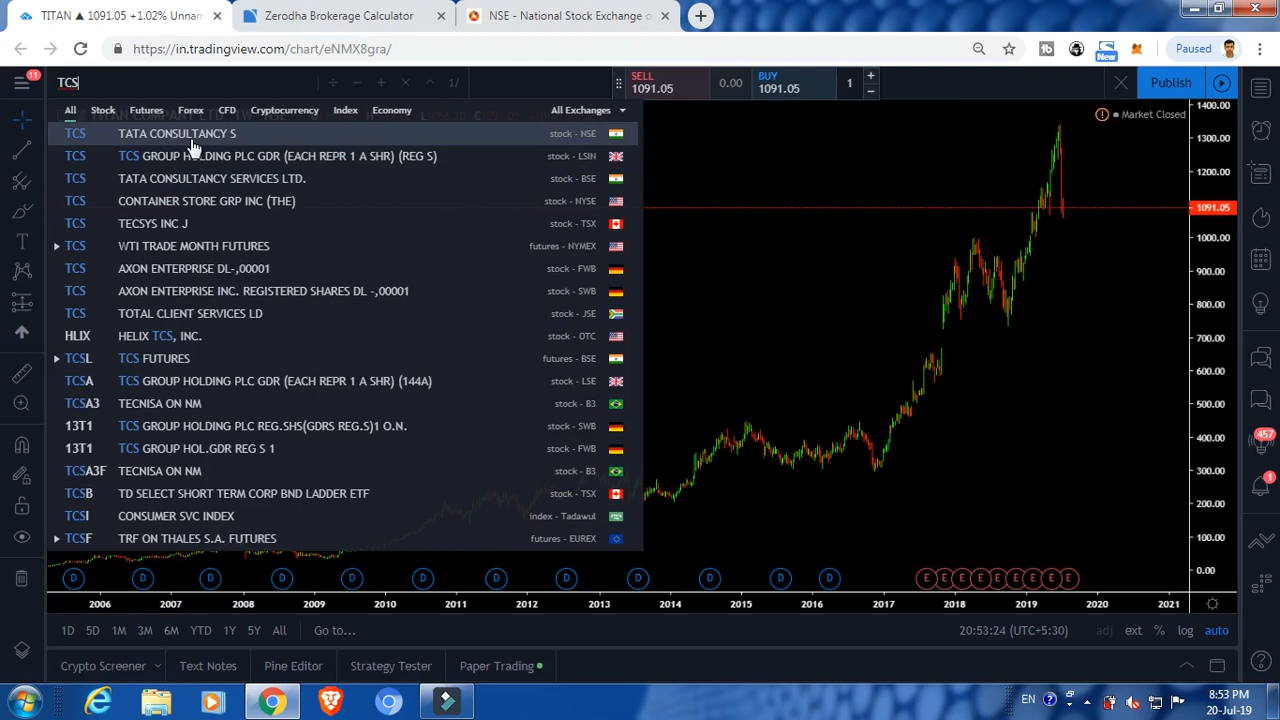 TITAN ▲ 1091.05 +1.02% Unnam
Zerodha Brokerage Calculator
NSE - National Stock Exchange o
https://in.tradingview.com/chart/eNMX8gra/
New
Paused
11
TCS
1/
SELL
1091.05
0.00
BUY
1091.05
1
Publish
All Stock Futures Forex CFD Cryptocurrency Index Economy All Exchanges
TCS TATA CONSULTANCY S stock - NSE
TCS TCS GROUP HOLDING PLC GDR (EACH REPR 1 A SHR) (REG S) stock - LSIN
TCS TATA CONSULTANCY SERVICES LTD. stock - BSE
TCS CONTAINER STORE GRP INC (THE) stock - NYSE
TCS TECSYS INC J stock - TSX
TCS WTI TRADE MONTH FUTURES futures - NYMEX
TCS AXON ENTERPRISE DL-,00001 stock - FWB
TCS AXON ENTERPRISE INC. REGISTERED SHARES DL -,00001 stock - SWB
TCS TOTAL CLIENT SERVICES LD stock - JSE
HLIX HELIX TCS, INC. stock - OTC
TCSL TCS FUTURES futures - BSE
TCSA TCS GROUP HOLDING PLC GDR (EACH REPR 1 A SHR) (144A) stock - LSE
TCSA3 TECNISA ON NM stock - B3
13T1 TCS GROUP HOLDING PLC REG.SHS(GDRS REG.S)1 O.N. stock - SWB
13T1 TCS GROUP HOL.GDR REG S 1 stock - FWB
TCSA3F TECNISA ON NM stock - B3
TCSB TD SELECT SHORT TERM CORP BND LADDER ETF stock - TSX
TCSI CONSUMER SVC INDEX index - Tadawul
TCSF TRF ON THALES S.A. FUTURES futures - EUREX
Market Closed
1400.00
1300.00
1200.00
1091.05
1000.00
900.00
800.00
700.00
600.00
500.00
400.00
300.00
200.00
100.00
0.00
457
1
D D D D D D D D D D D D E E E E E E E E E
2006 2007 2008 2009 2010 2011 2012 2013 2014 2015 2016 2017 2018 2019 2020 2021
1D 5D 1M 3M 6M YTD 1Y 5Y All Go to... 20:53:24 (UTC+5:30) adj ext % log auto
Crypto Screener Text Notes Pine Editor Strategy Tester Paper Trading
EN
8:53 PM
20-Jul-19